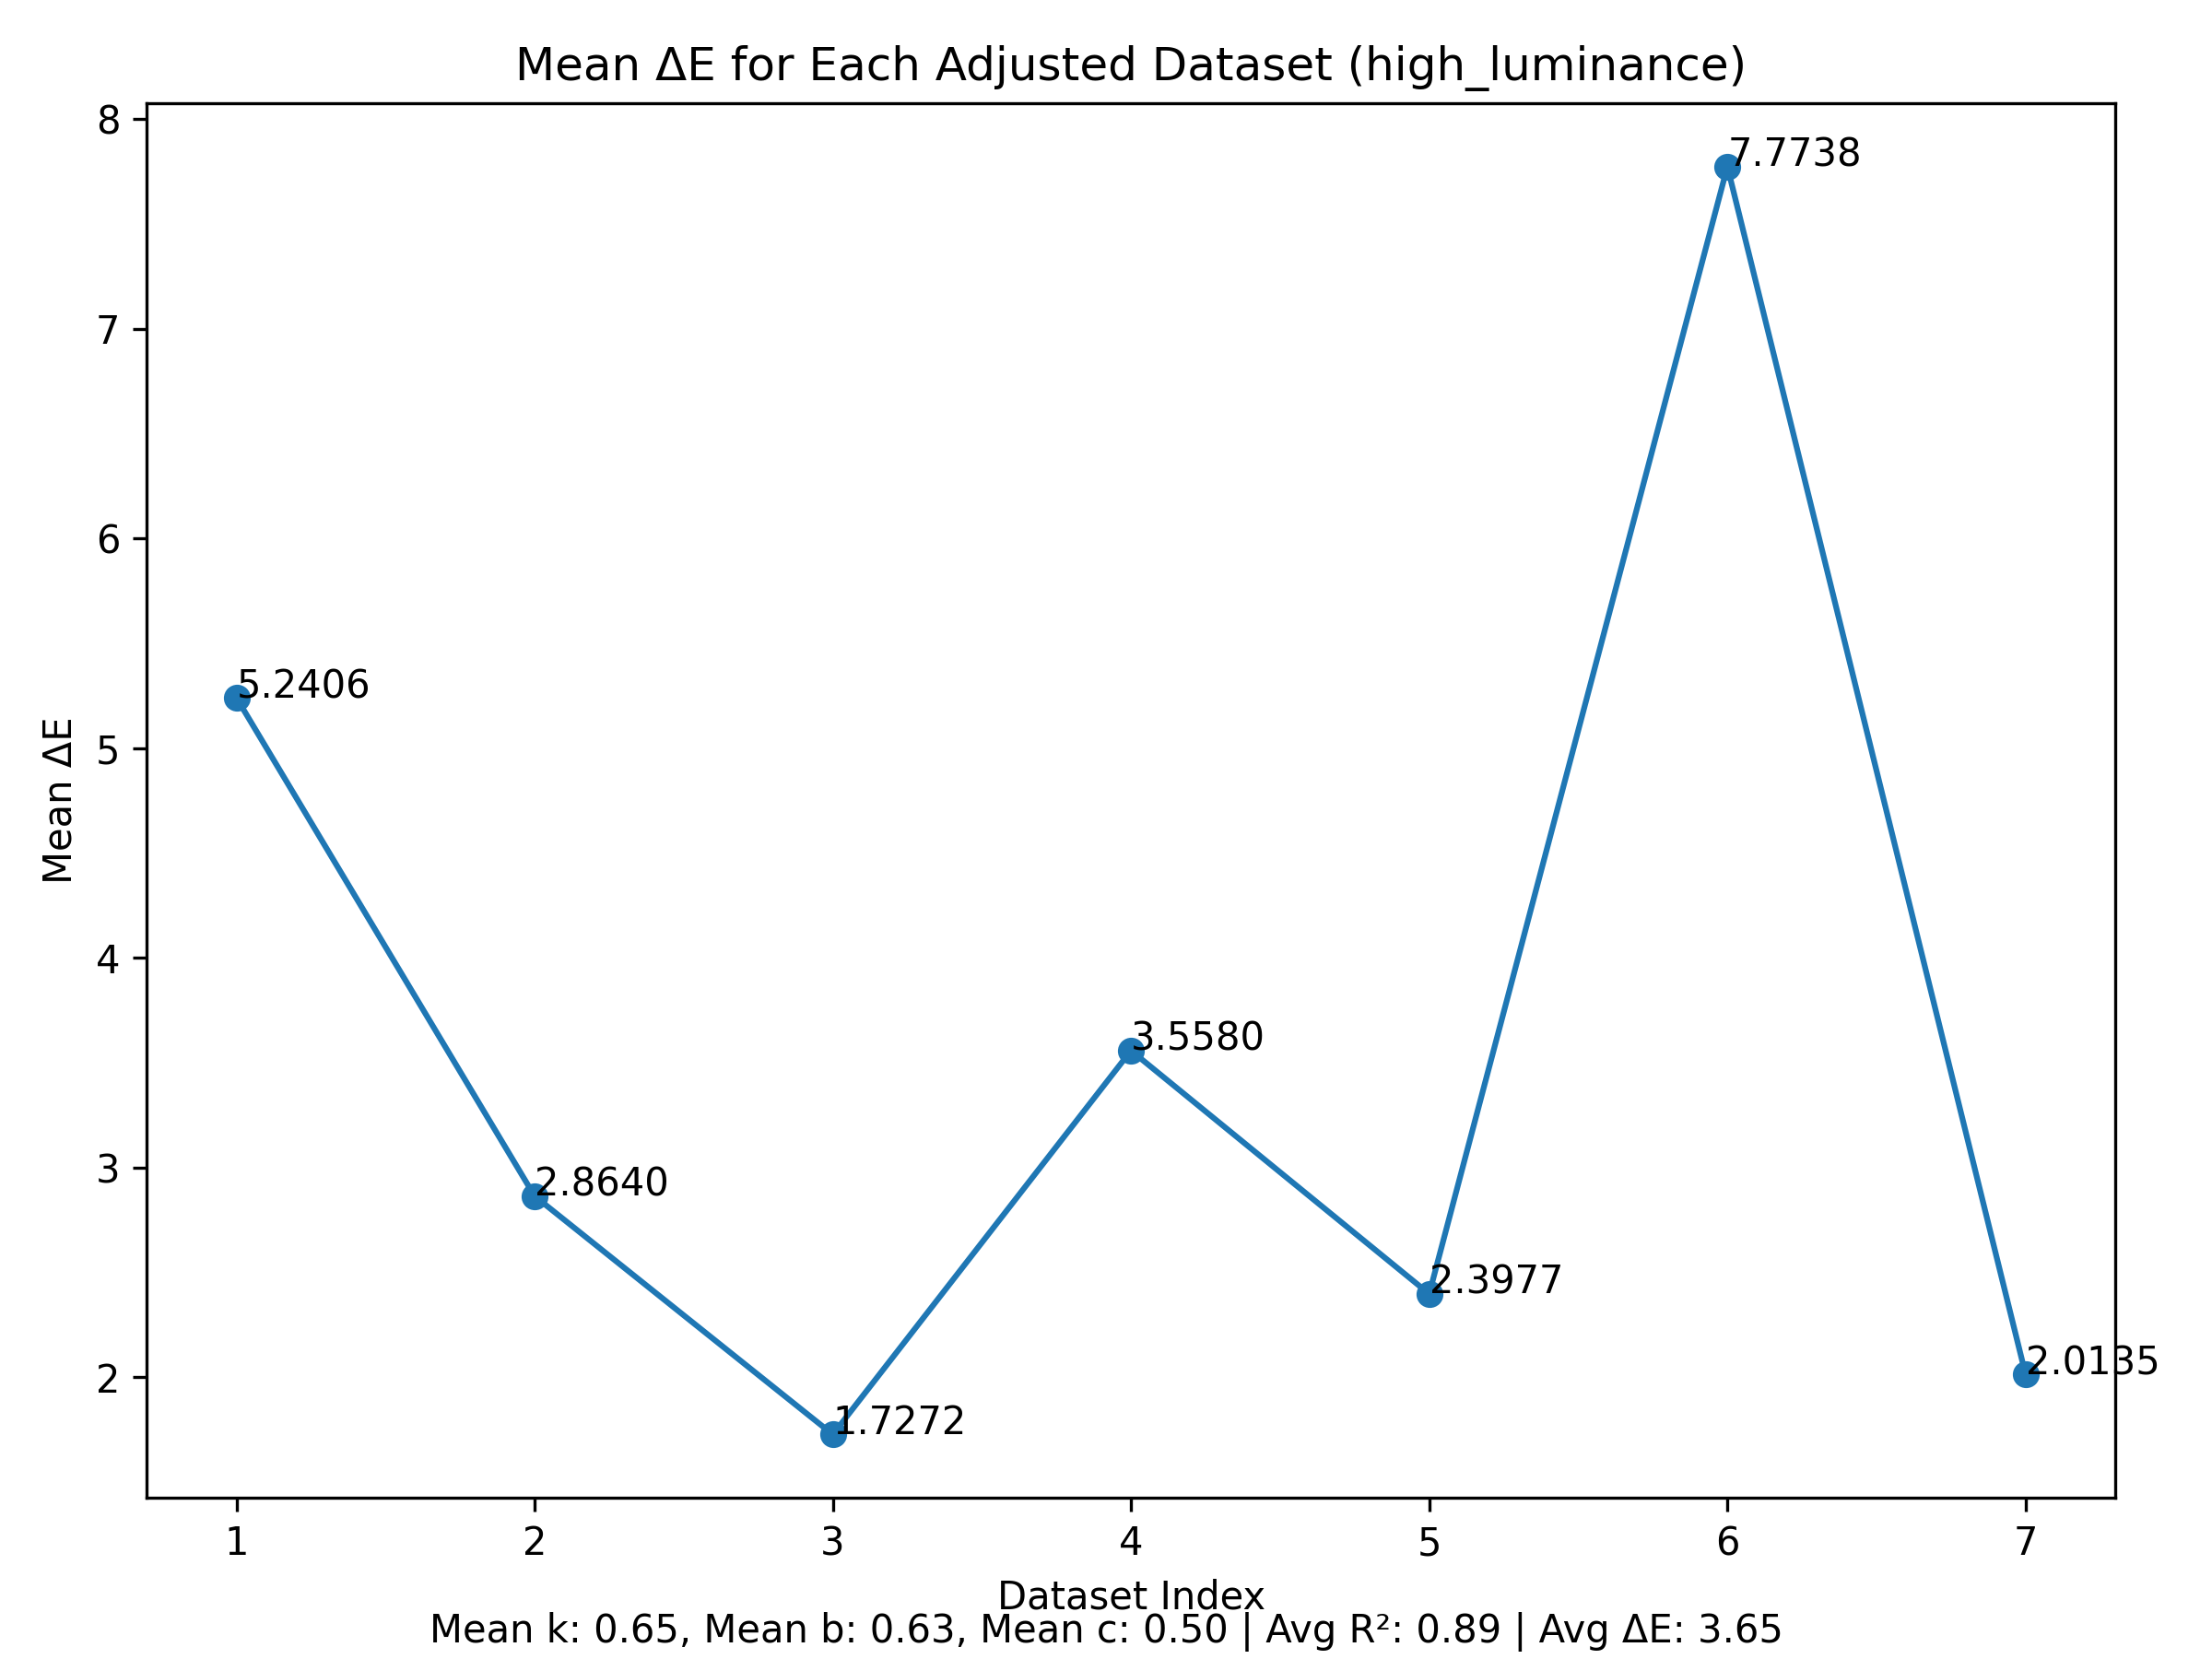 Mean ΔE for Each Adjusted Dataset (high_luminance)
8
7.7738
7
6
5.2406
5
Mean ΔE
4
3.5580
3
2.8640
2.3977
2
2.0135
1.7272
1 2 3 4 5 6 7
Dataset Index
Mean k: 0.65, Mean b: 0.63, Mean c: 0.50 | Avg R²: 0.89 | Avg ΔE: 3.65